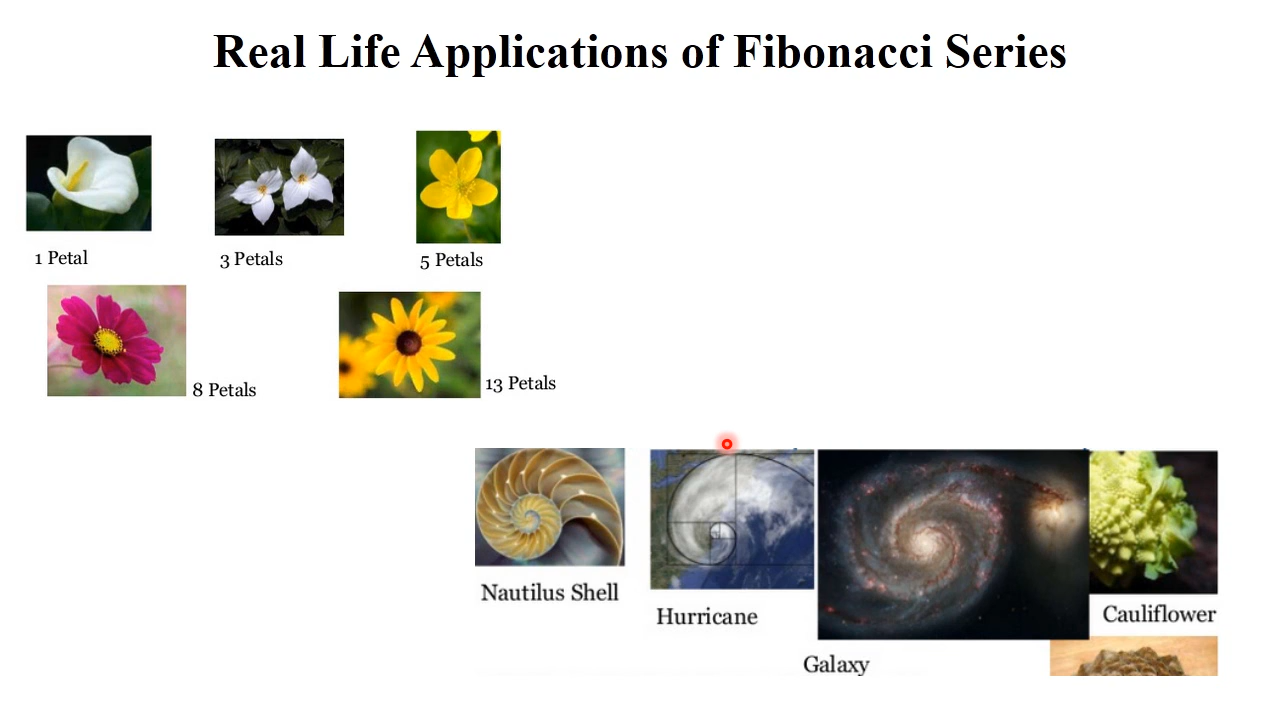 Real Life Applications of Fibonacci Series
1 Petal
3 Petals
5 Petals
8 Petals
13 Petals
Nautilus Shell
Hurricane
Galaxy
Cauliflower